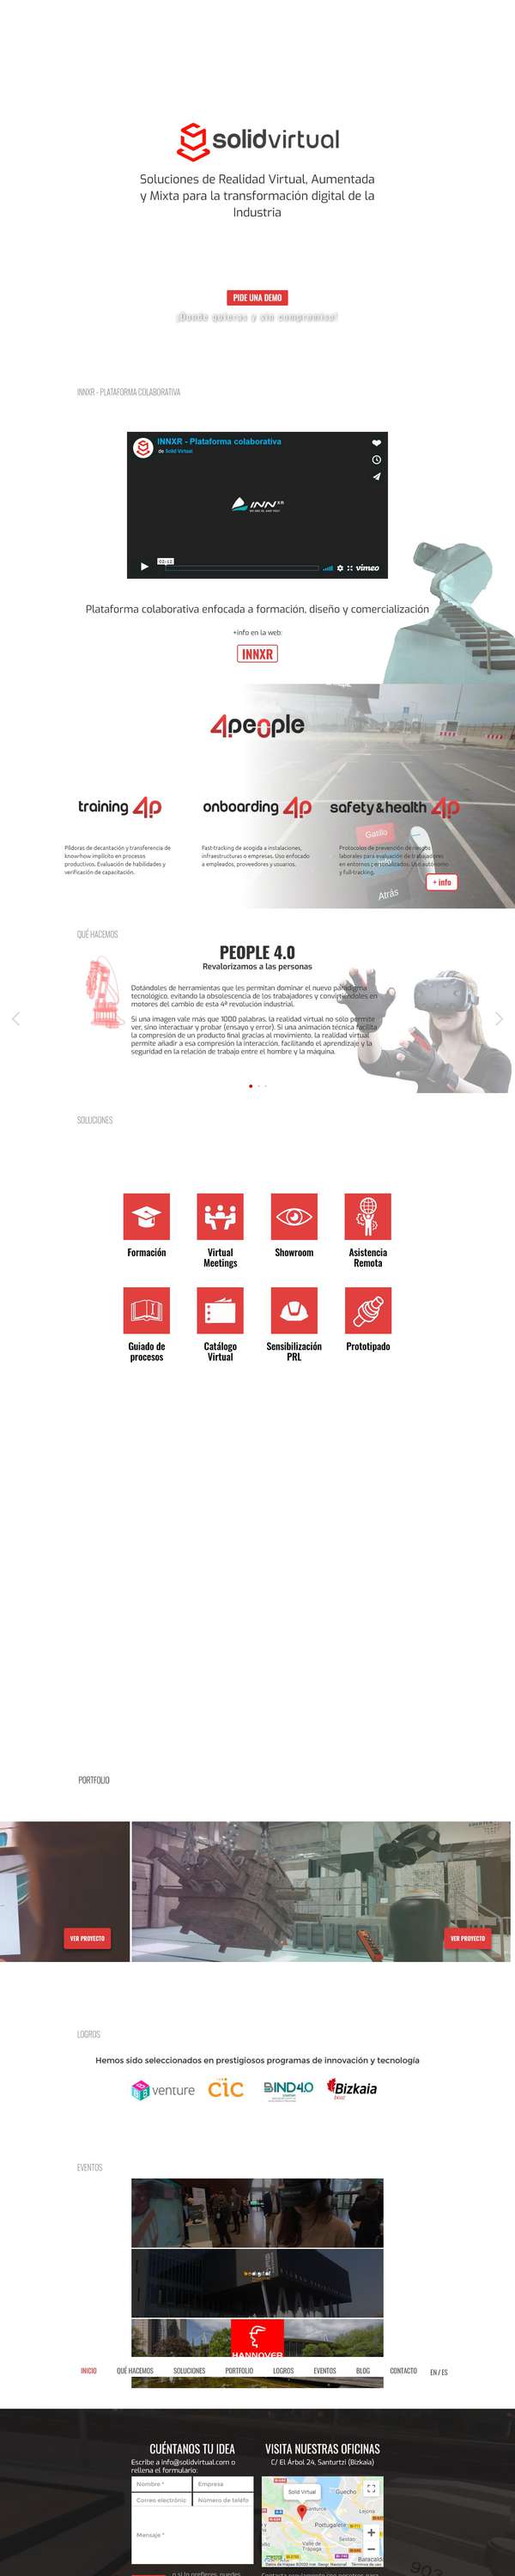 solidvirtual
Soluciones de Realidad Virtual, Aumentada
y Mixta para la transformación digital de la
Industria
PIDE UNA DEMO
¡Donde quieras y sin compromiso!
INNXR - PLATAFORMA COLABORATIVA
INNXR - Plataforma colaborativa
de Solid Virtual
INN XR
02:12
vimeo
Plataforma colaborativa enfocada a formación, diseño y comercialización
+info en la web:
INNXR
4people
training 4p
onboarding 4p
safety & health 4p
Gatillo
Píldoras de decantación y transferencia de
knowhow implícito en procesos
productivos. Evaluación de habilidades y
verificación de capacitación.
Fast-tracking de acogida a instalaciones,
infraestructuras o empresas. Uso enfocado
a empleados, proveedores y usuarios.
Protocolos de prevención de riesgos
laborales para evaluación de trabajadores
en entornos personalizados. Uso autónomo
y full-tracking.
+ info
Atrás
QUÉ HACEMOS
PEOPLE 4.0
Revalorizamos a las personas
Dotándoles de herramientas que les permitan dominar el nuevo paradigma
tecnológico, evitando la obsolescencia de los trabajadores y convirtiéndoles en
motores del cambio de esta 4ª revolución industrial.
Si una imagen vale más que 1000 palabras, la realidad virtual no sólo permite
ver, sino interactuar y probar (ensayo y error). Si una animación técnica facilita
la compresión de un producto final gracias al movimiento, la realidad virtual
permite añadir a esa compresión la interacción, facilitando el aprendizaje y la
seguridad en la relación de trabajo entre el hombre y la máquina.
SOLUCIONES
Formación
Virtual
Meetings
Showroom
Asistencia
Remota
Guiado de
procesos
Catálogo
Virtual
Sensibilización
PRL
Prototipado
PORTFOLIO
VER PROYECTO
VER PROYECTO
LOGROS
Hemos sido seleccionados en prestigiosos programas de innovación y tecnología
venture
cic
BIND 4.0
Bizkaia
EVENTOS
HANNOVER
INICIO QUÉ HACEMOS SOLUCIONES PORTFOLIO LOGROS EVENTOS BLOG CONTACTO EN / ES
CUÉNTANOS TU IDEA
Escribe a info@solidvirtual.com o
rellena el formulario:
Nombre *
Empresa
Correo electrónico
Número de teléfo
Mensaje *
o si lo prefieres, puedes
VISITA NUESTRAS OFICINAS
C/ El Árbol 24, Santurtzi (Bizkaia)
Solid Virtual
Guecho
Lejona
Portugalete
Sestao
Valle de
Trápaga
Baracaldo